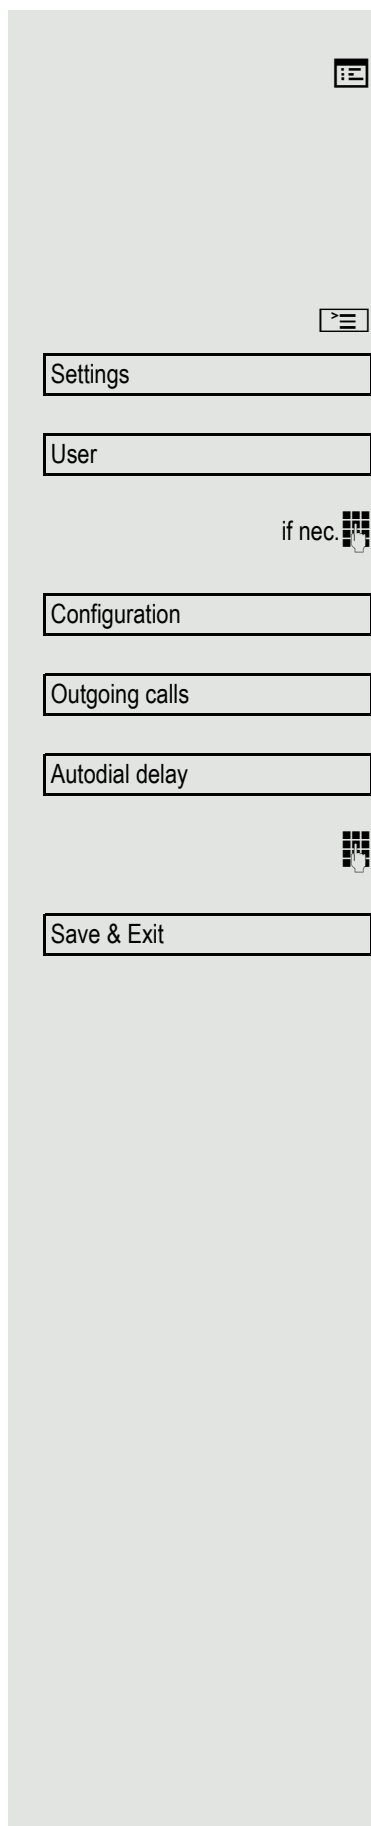 Settings
User
if nec.
Configuration
Outgoing calls
Autodial delay
Save & Exit